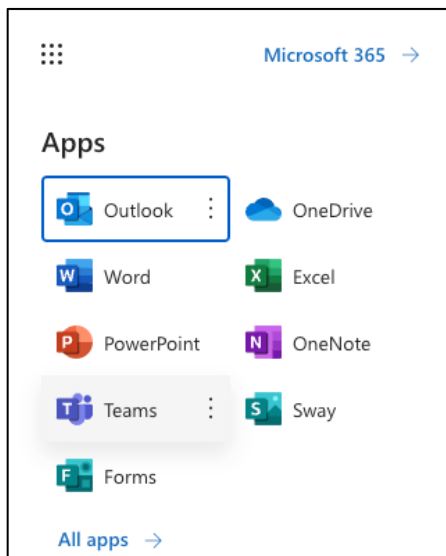 Microsoft 365
Apps
Outlook
OneDrive
Word
Excel
PowerPoint
OneNote
Teams
Sway
Forms
All apps